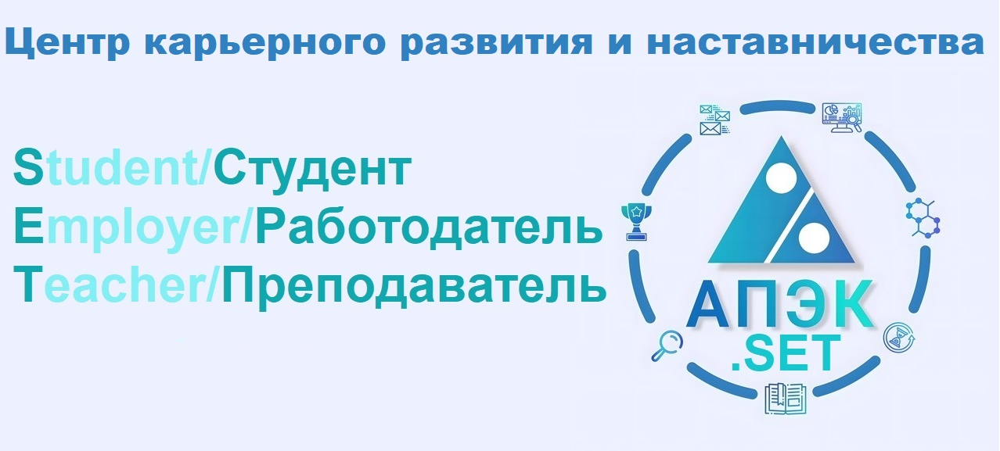 Центр карьерного развития и наставничества
Student/Студент
Employer/Работодатель
Teacher/Преподаватель
АПЭК
.SET